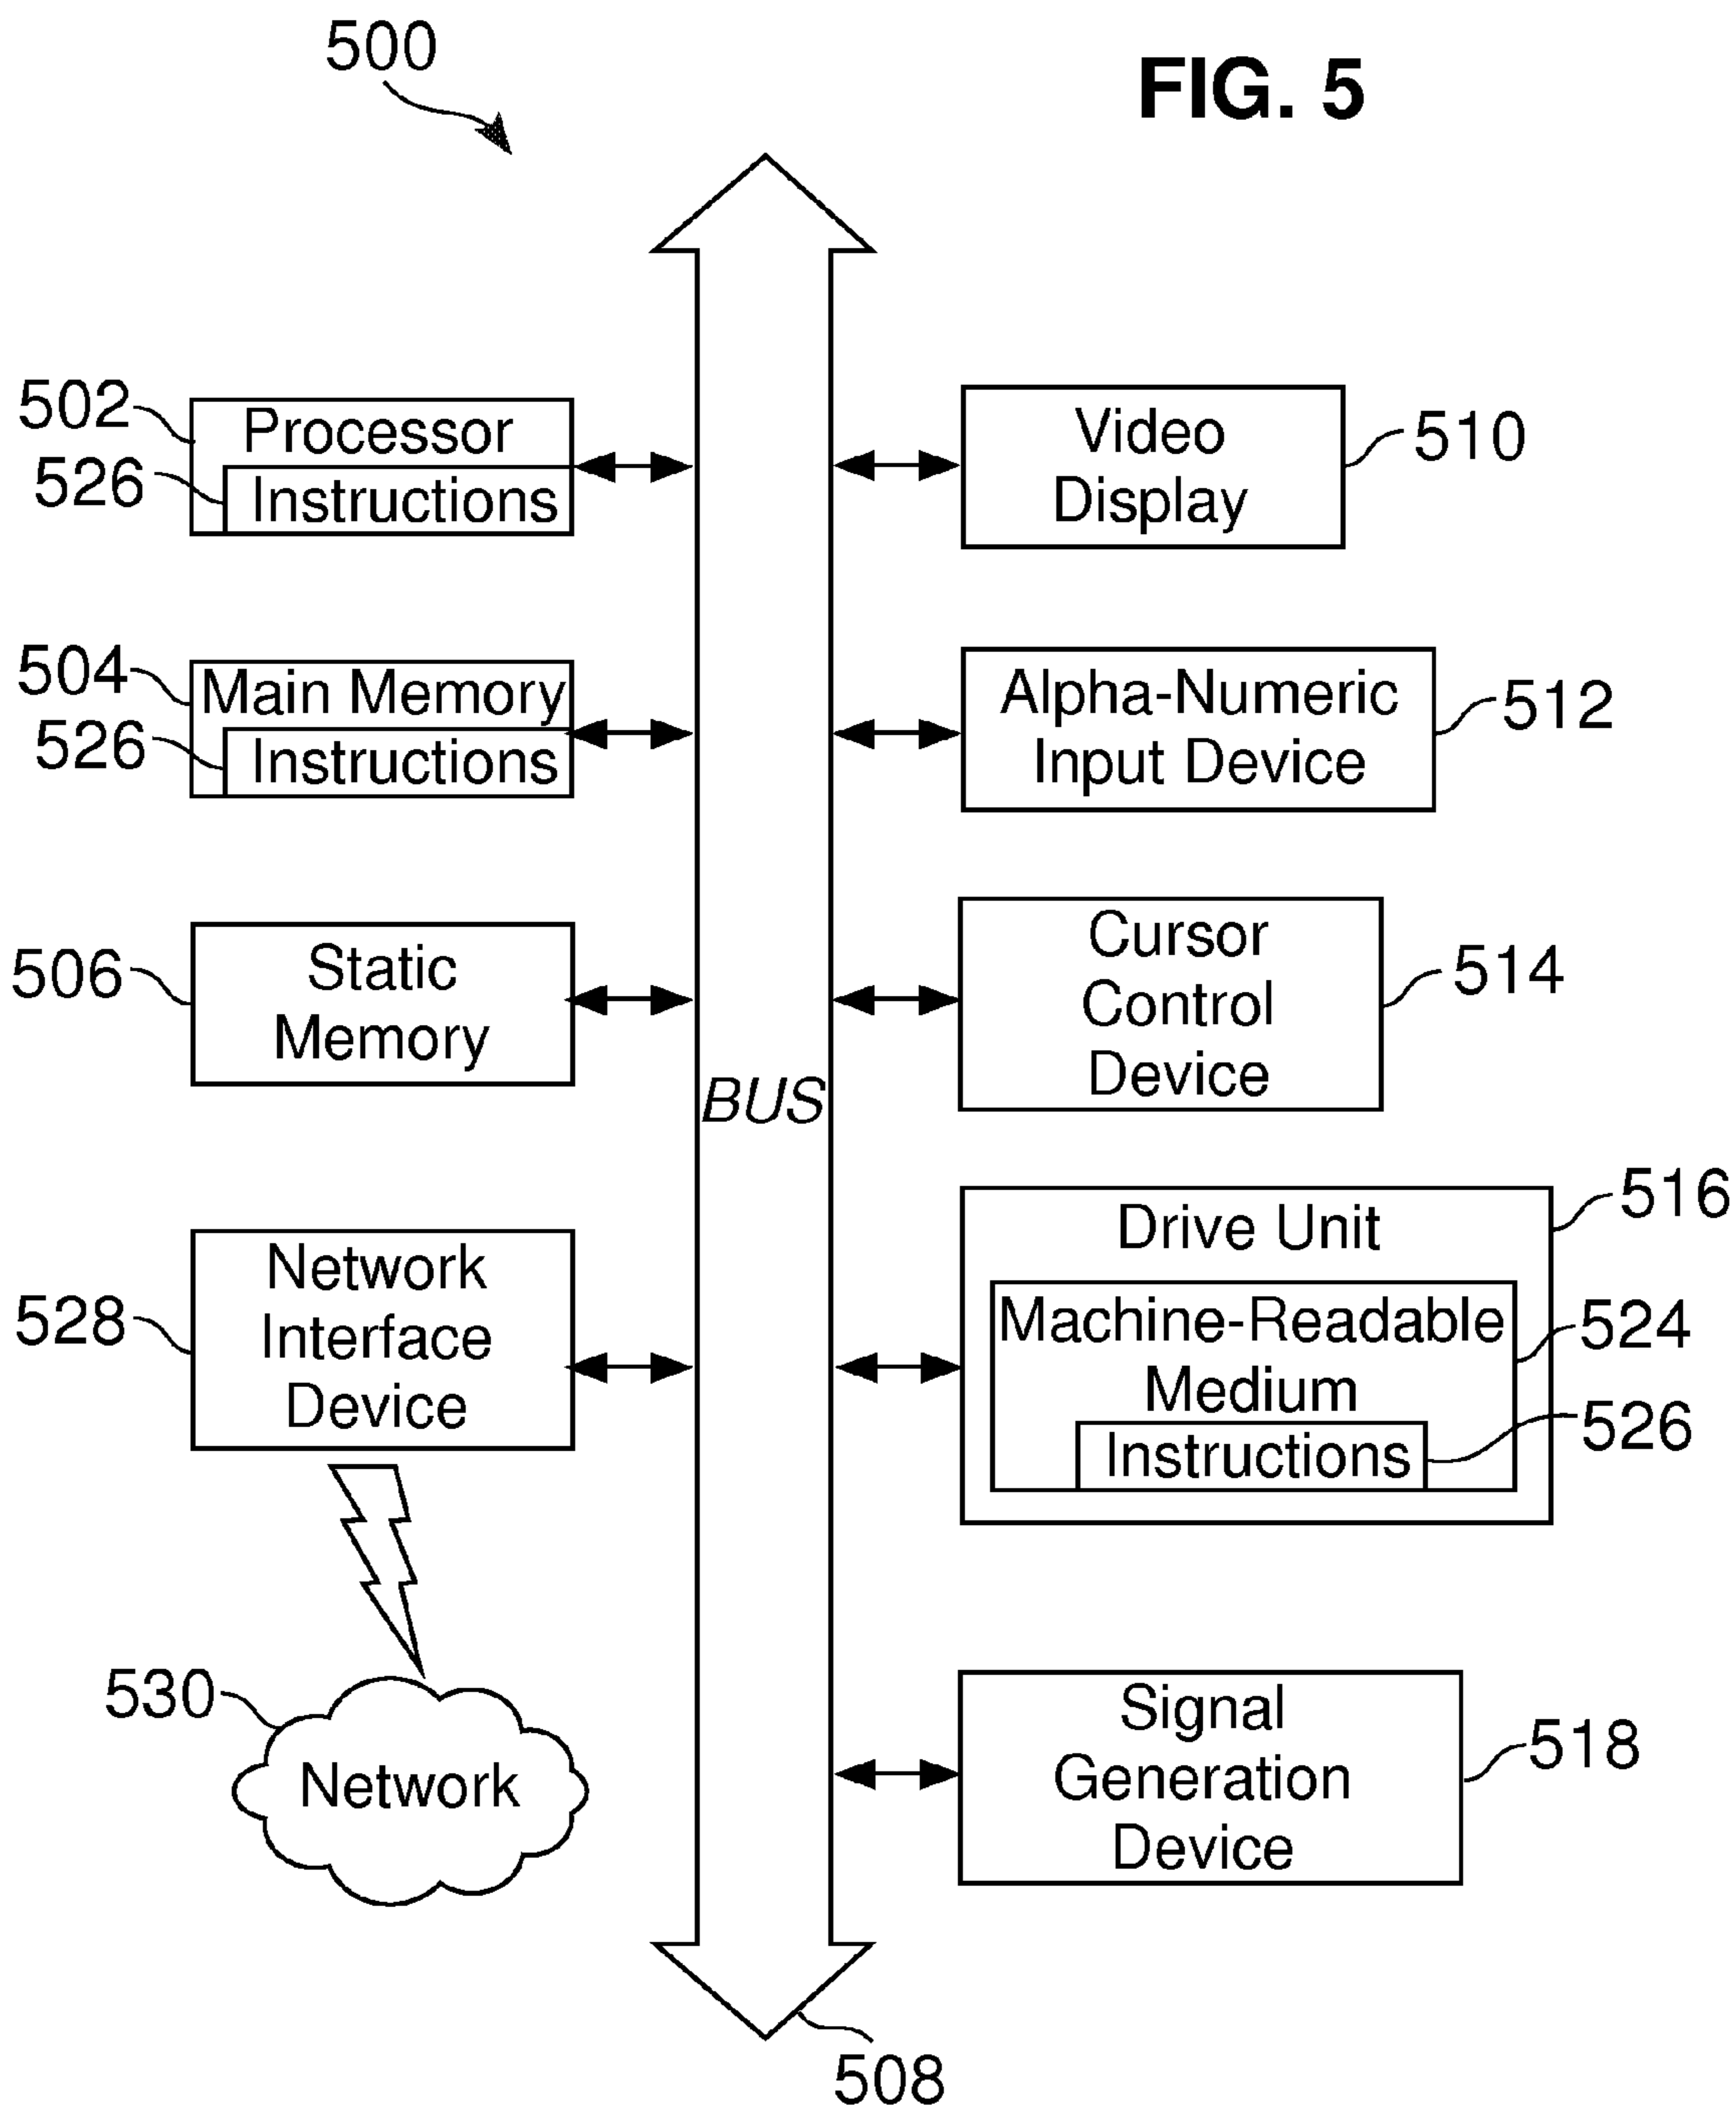 500
FIG. 5
502
Processor
526
Instructions
Video
Display
510
504
Main Memory
526
Instructions
Alpha-Numeric
Input Device
512
506
Static
Memory
Cursor
Control
Device
514
BUS
528
Network
Interface
Device
Drive Unit
516
Machine-Readable
Medium
524
Instructions
526
530
Network
Signal
Generation
Device
518
508